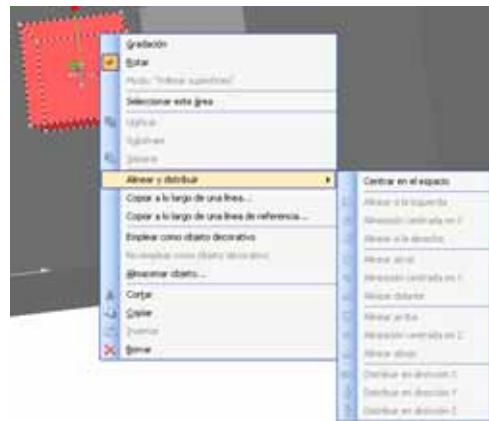 Gradación
Rotar
Modo: "Rellenar superficies"
Seleccionar esta área
Unificar
Substraer
Separar
Alinear y distribuir
Copiar a lo largo de una línea...
Copiar a lo largo de una línea de referencia...
Emplear como objeto decorativo
No emplear como objeto decorativo
Almacenar objeto...
Cortar
Copiar
Insertar
Borrar
Centrar en el espacio
Alinear a la izquierda
Alineación centrada en X
Alinear a la derecha
Alinear atrás
Alineación centrada en Y
Alinear delante
Alinear arriba
Alineación centrada en Z
Alinear abajo
Distribuir en dirección X
Distribuir en dirección Y
Distribuir en dirección Z